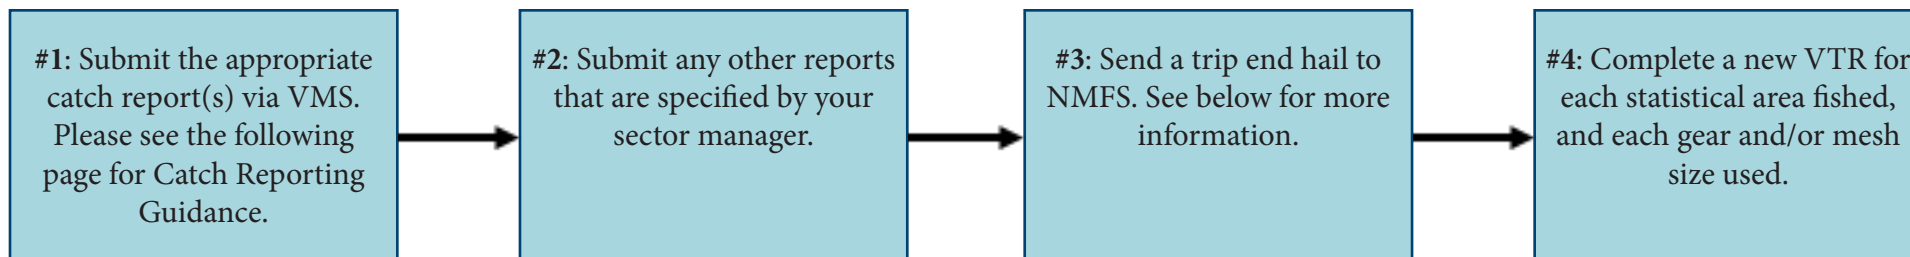 #1: Submit the appropriate
catch report(s) via VMS.
Please see the following
page for Catch Reporting
Guidance.
#2: Submit any other reports
that are specified by your
sector manager.
#3: Send a trip end hail to
NMFS. See below for more
information.
#4: Complete a new VTR for
each statistical area fished,
and each gear and/or mesh
size used.